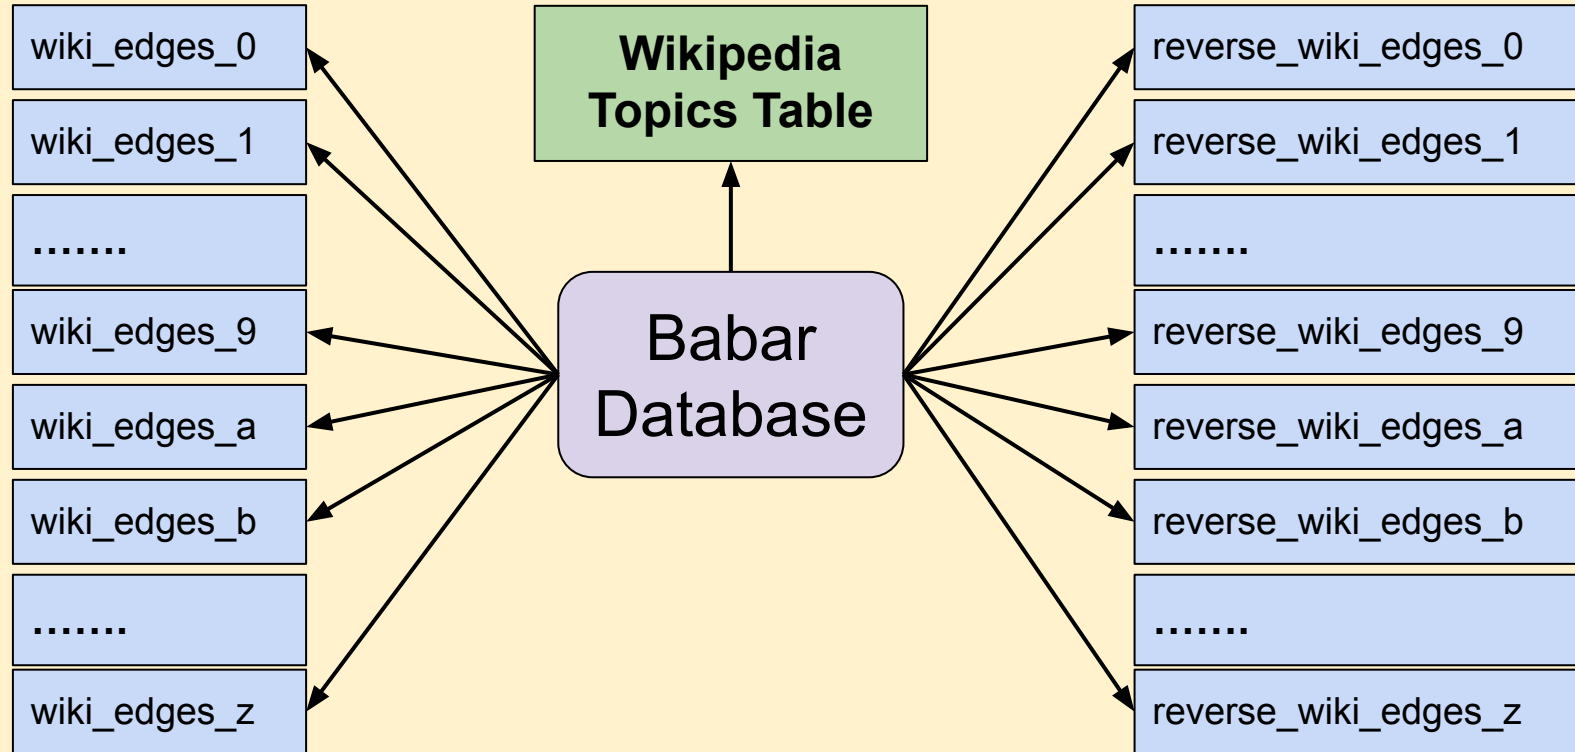 wiki_edges_0
wiki_edges_1
.......
wiki_edges_9
wiki_edges_a
wiki_edges_b
.......
wiki_edges_z
Wikipedia
Topics Table
Babar
Database
reverse_wiki_edges_0
reverse_wiki_edges_1
.......
reverse_wiki_edges_9
reverse_wiki_edges_a
reverse_wiki_edges_b
.......
reverse_wiki_edges_z